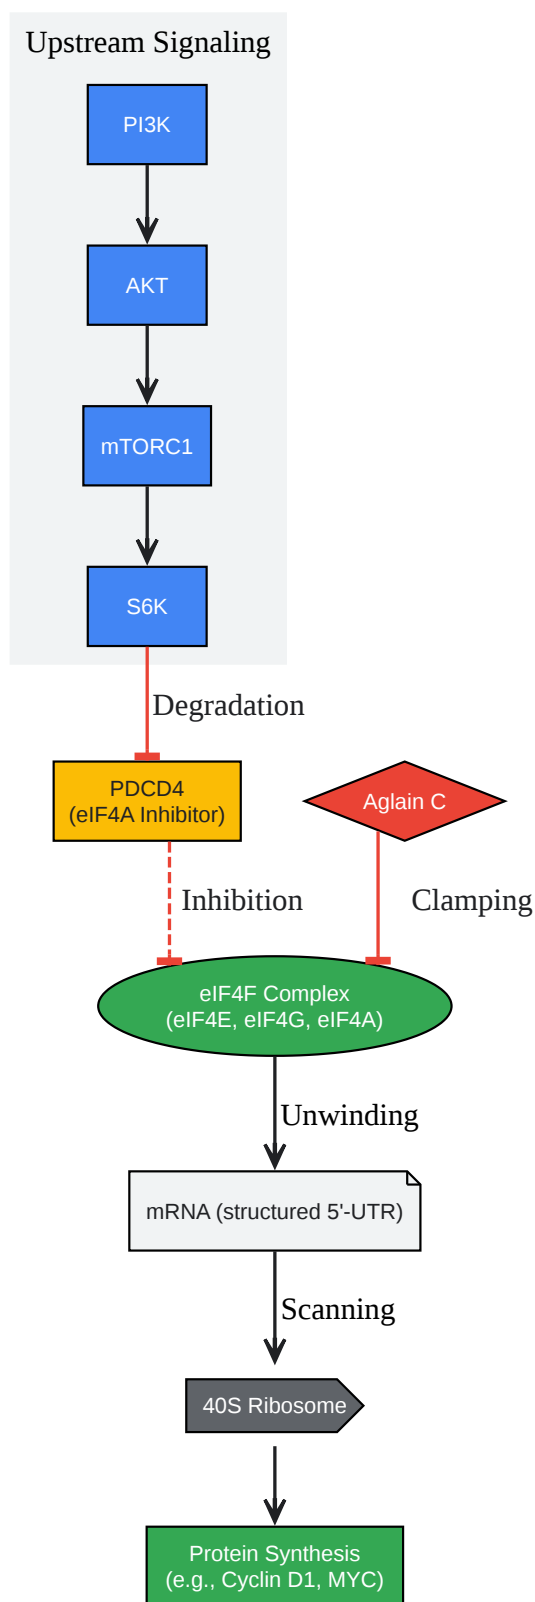 Upstream Signaling
PI3K
AKT
mTORC1
S6K
Degradation
PDCD4
(eIF4A Inhibitor)
Aglain C
Inhibition
Clamping
eIF4F Complex
(eIF4E, eIF4G, eIF4A)
Unwinding
mRNA (structured 5'-UTR)
Scanning
40S Ribosome
Protein Synthesis
(e.g., Cyclin D1, MYC)